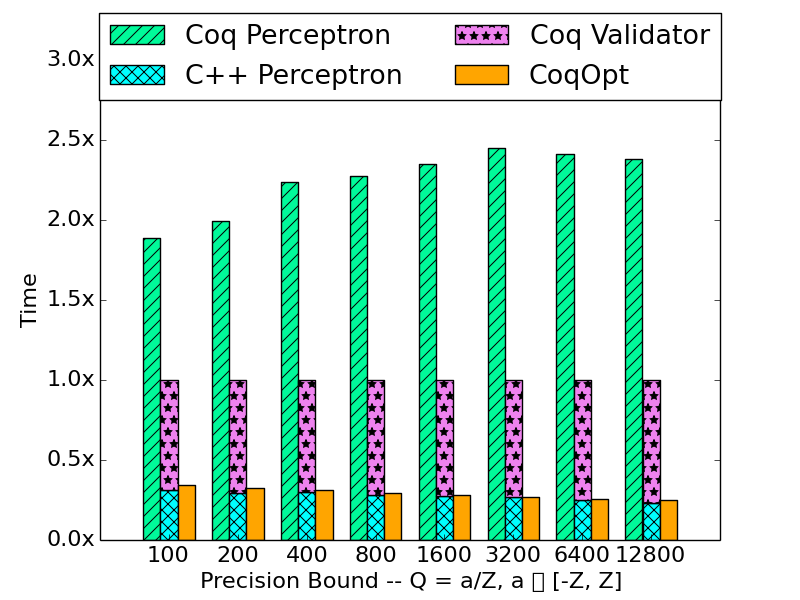 Coq Perceptron
Coq Validator
C++ Perceptron
CoqOpt
3.0x
2.5x
2.0x
1.5x
1.0x
0.5x
0.0x
Time
100 200 400 800 1600 3200 6400 12800
Precision Bound -- Q = a/Z, a ▯ [-Z, Z]